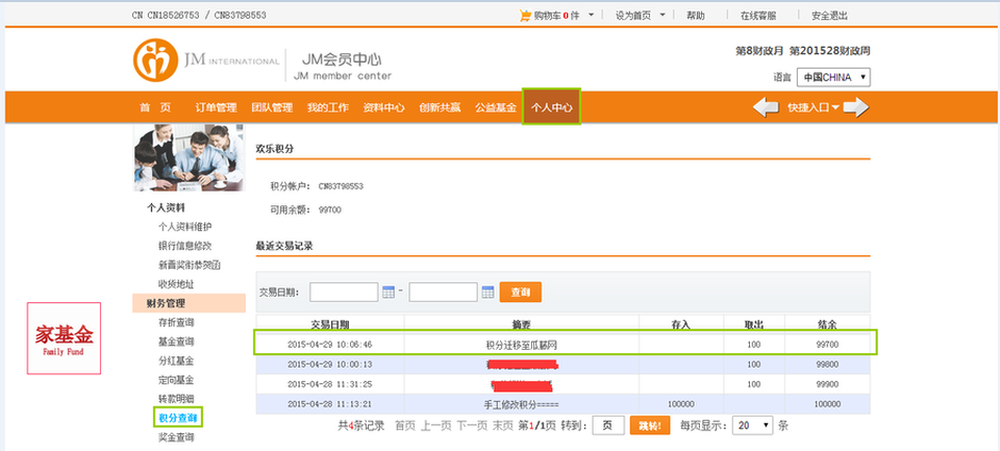 CN CN18526753 / CN83798553
购物车 0 件 设为首页 帮助 在线客服 安全退出
JM INTERNATIONAL JM会员中心
JM member center
第8财政月 第201528财政周
语言 中国CHINA
首 页 订单管理 团队管理 我的工作 资料中心 创新共赢 公益基金 个人中心 快捷入口
欢乐积分
积分帐户: CN83798553
可用余额: 99700
个人资料
个人资料维护
银行信息修改
收货地址
财务管理
存折查询
基金查询
分红基金
定向基金
转款明细
积分查询
奖金查询
家基金
Family Fund
最近交易记录
交易日期: - 查询
交易日期 摘要 存入 取出 结余
2015-04-29 10:06:46 积分迁移至瓜藤网 100 99700
2015-04-29 10:00:13 100 99800
2015-04-28 11:31:25 100 99900
2015-04-28 11:13:21 手工修改积分===== 100000 100000
共4条记录 首页 上一页 下一页 末页 第1/1页 转到: 页 跳转! 每页显示: 20 条